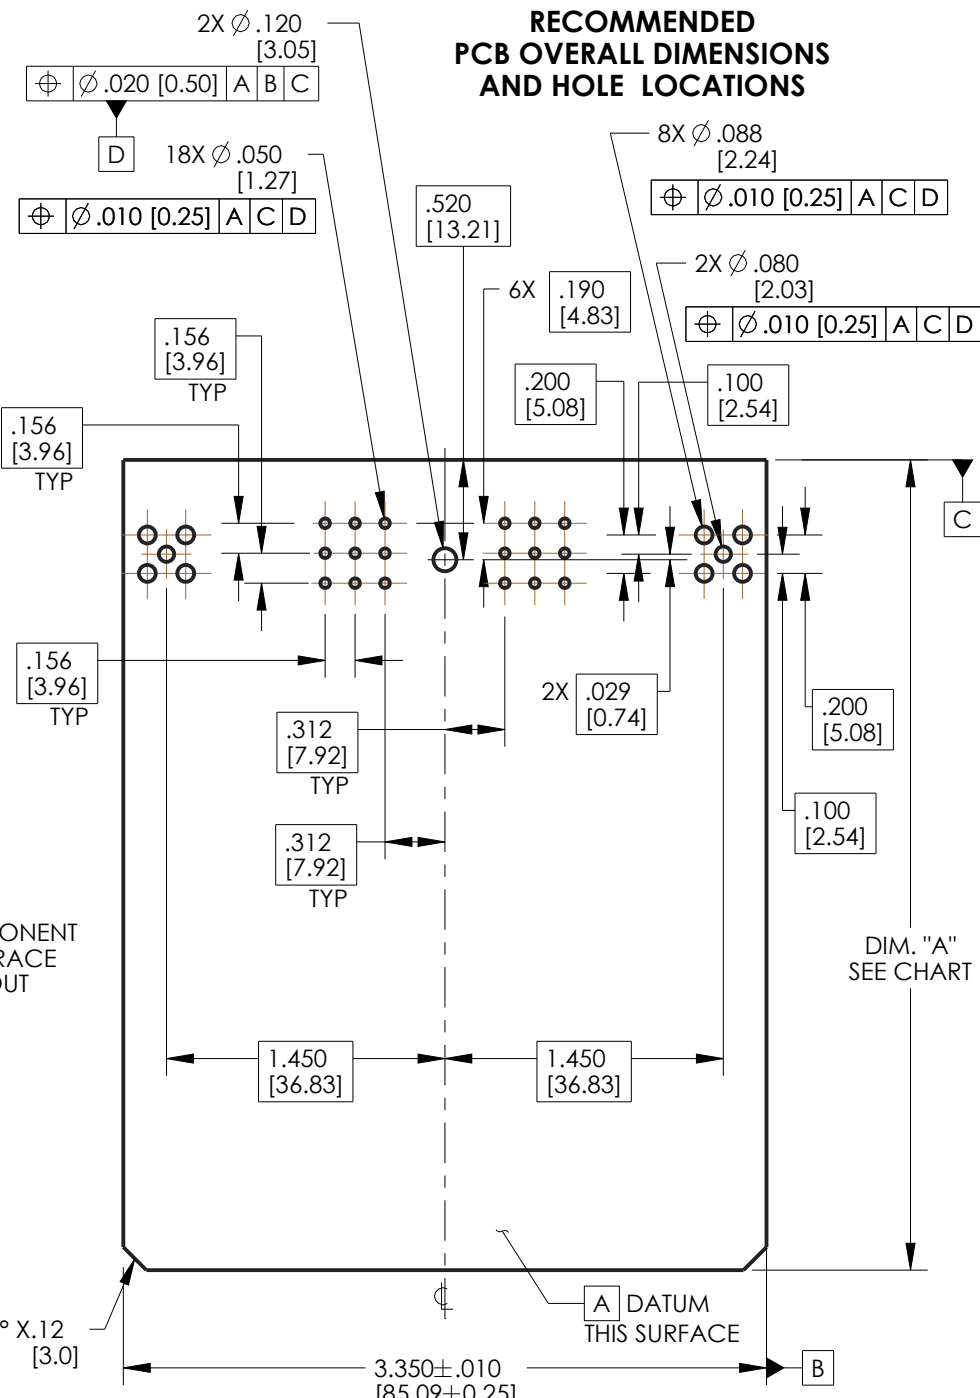 RECOMMENDED
PCB OVERALL DIMENSIONS
AND HOLE LOCATIONS
2X ∅ .120
[3.05]
⌖ ∅ .020 [0.50] A B C
D
18X ∅ .050
[1.27]
⌖ ∅ .010 [0.25] A C D
8X ∅ .088
[2.24]
⌖ ∅ .010 [0.25] A C D
2X ∅ .080
[2.03]
⌖ ∅ .010 [0.25] A C D
.520
[13.21]
6X .190
[4.83]
.156
[3.96]
TYP
.200
[5.08]
.100
[2.54]
.156
[3.96]
TYP
C
.156
[3.96]
TYP
2X .029
[0.74]
.200
[5.08]
.312
[7.92]
TYP
.100
[2.54]
.312
[7.92]
TYP
ONENT
RACE
OUT
DIM. "A"
SEE CHART
1.450
[36.83]
1.450
[36.83]
℄
A DATUM
THIS SURFACE
° X.12
[3.0]
3.350±.010
[85.09±0.25]
B